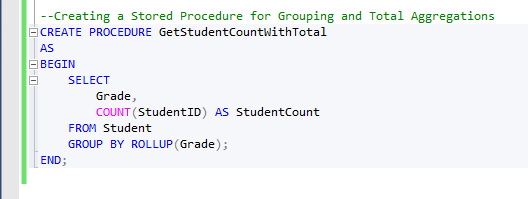 --Creating a Stored Procedure for Grouping and Total Aggregations
CREATE PROCEDURE GetStudentCountWithTotal
AS
BEGIN
    SELECT
        Grade,
        COUNT(StudentID) AS StudentCount
    FROM Student
    GROUP BY ROLLUP(Grade);
END;